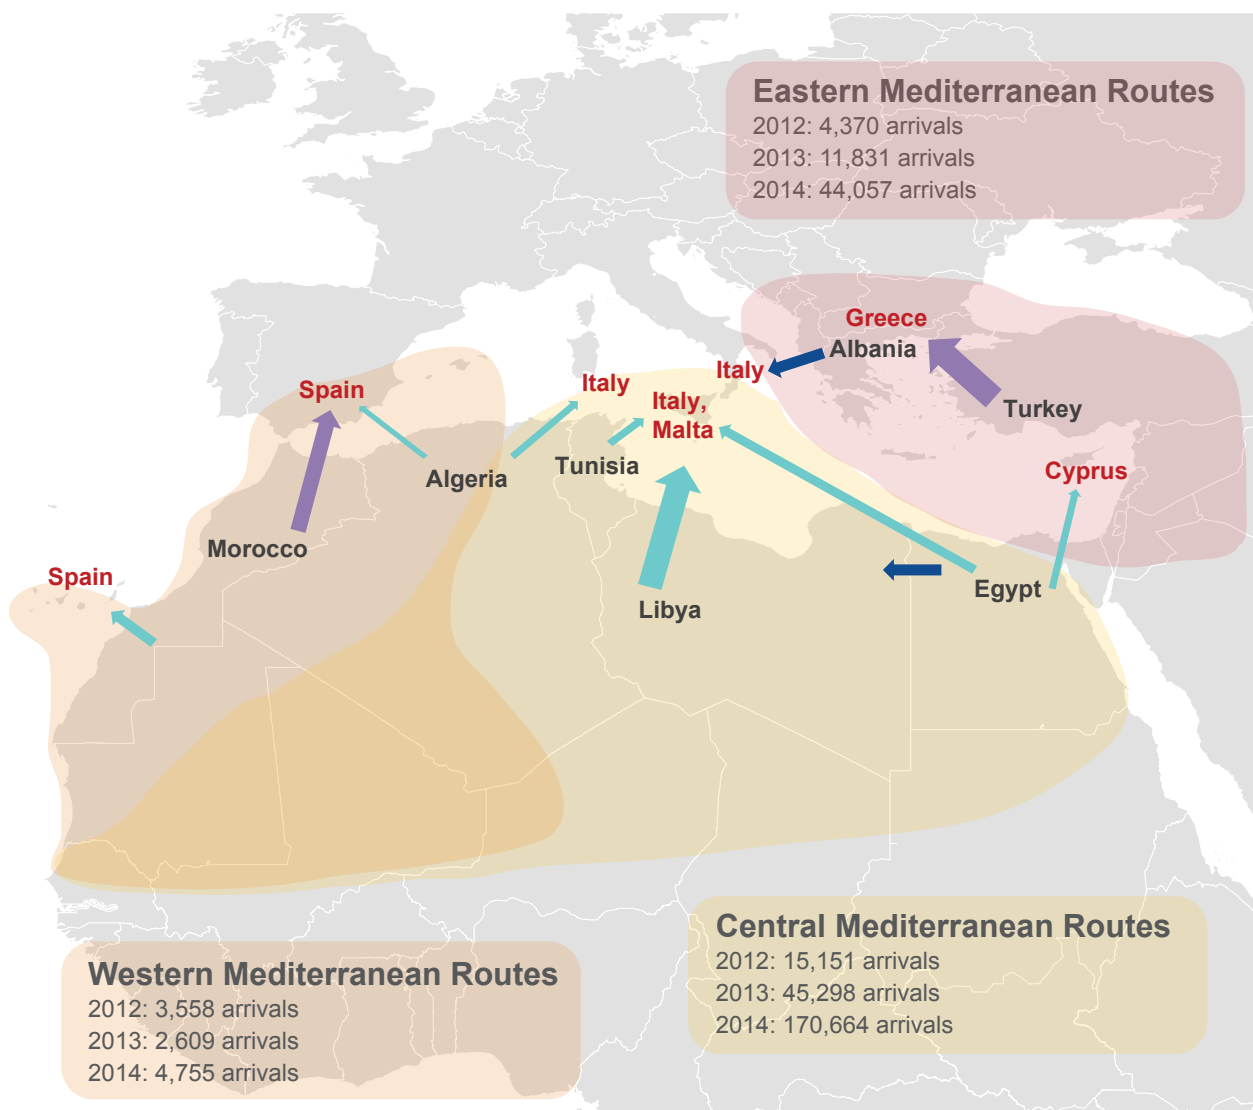 Eastern Mediterranean Routes
2012: 4,370 arrivals
2013: 11,831 arrivals
2014: 44,057 arrivals
Greece
Albania
Italy
Turkey
Cyprus
Italy
Italy,
Malta
Spain
Tunisia
Algeria
Morocco
Spain
Libya
Egypt
Central Mediterranean Routes
2012: 15,151 arrivals
2013: 45,298 arrivals
2014: 170,664 arrivals
Western Mediterranean Routes
2012: 3,558 arrivals
2013: 2,609 arrivals
2014: 4,755 arrivals